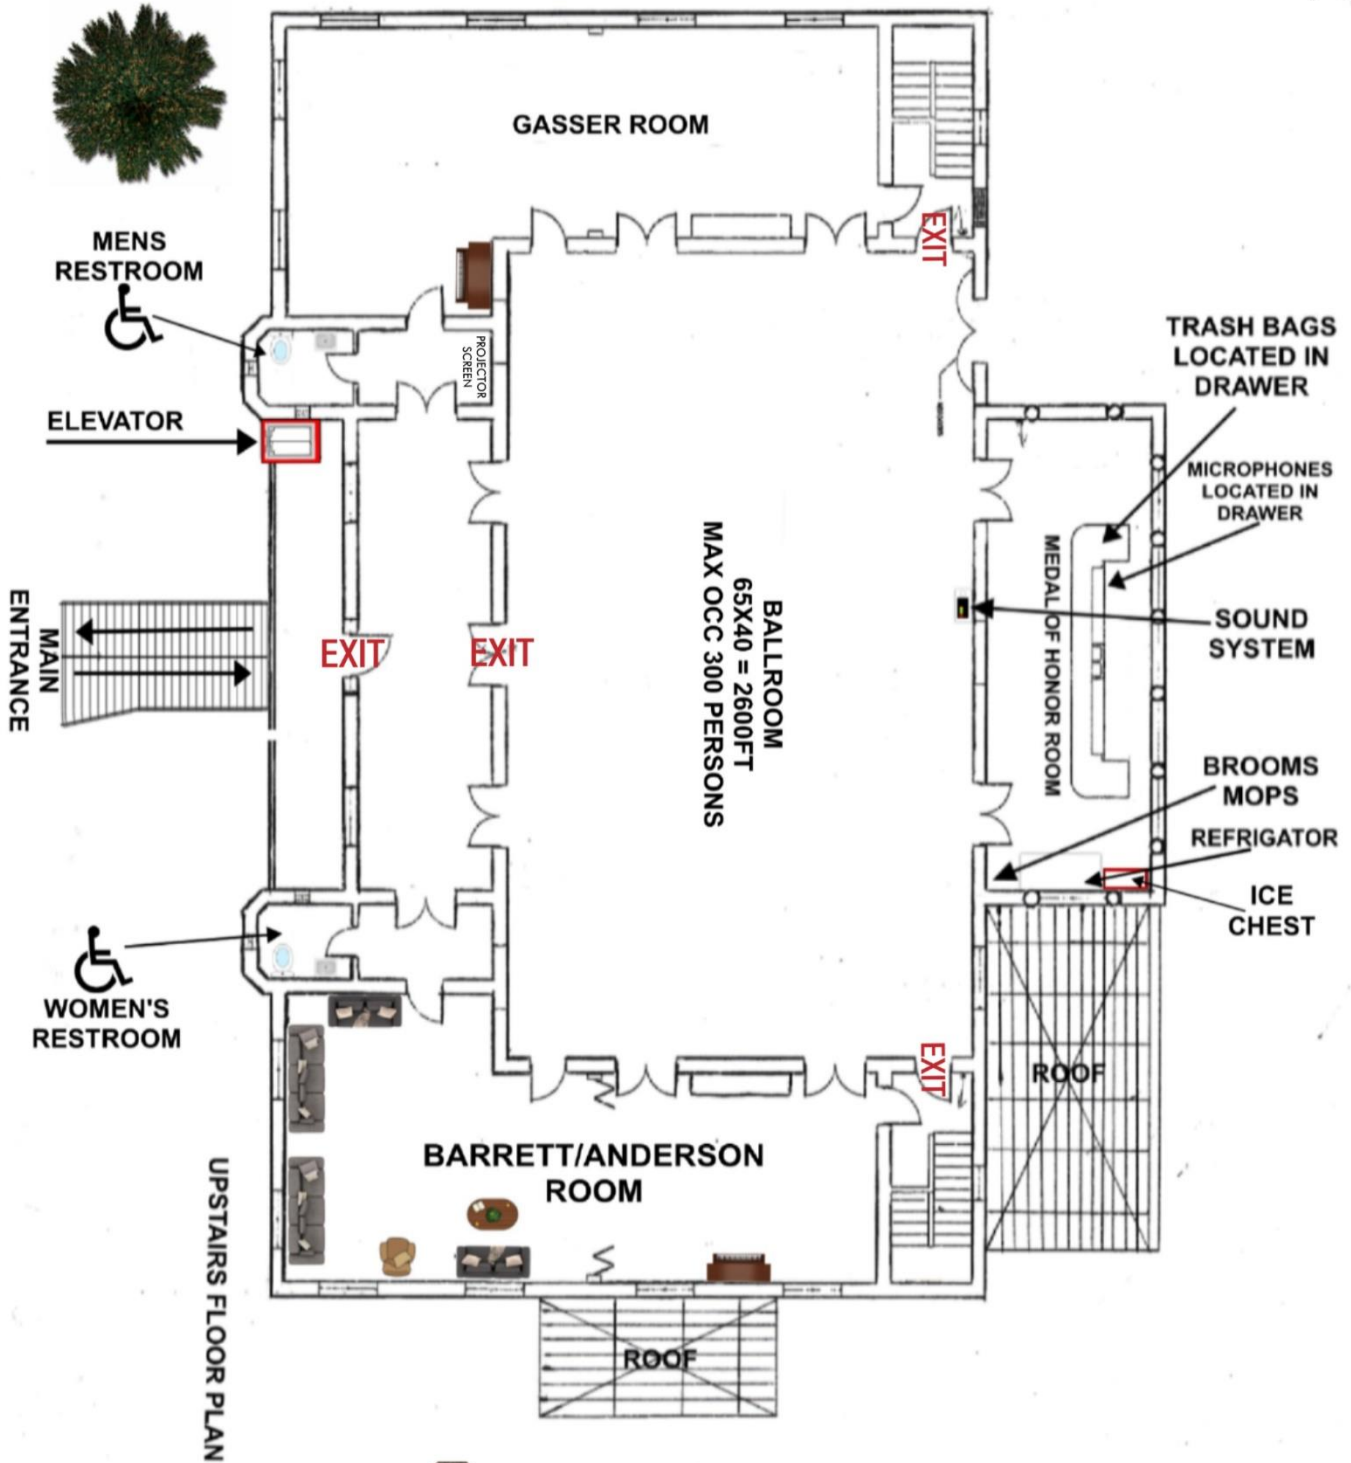 GASSER ROOM
EXIT
MENS
RESTROOM
PROJECTOR
SCREEN
ELEVATOR
TRASH BAGS
LOCATED IN
DRAWER
MICROPHONES
LOCATED IN
DRAWER
MAIN
ENTRANCE
EXIT
EXIT
BALLROOM
65X40 = 2600FT
MAX OCC 300 PERSONS
MEDAL OF HONOR ROOM
SOUND
SYSTEM
BROOMS
MOPS
REFRIGATOR
ICE
CHEST
WOMEN'S
RESTROOM
EXIT
ROOF
BARRETT/ANDERSON
ROOM
UPSTAIRS FLOOR PLAN
ROOF